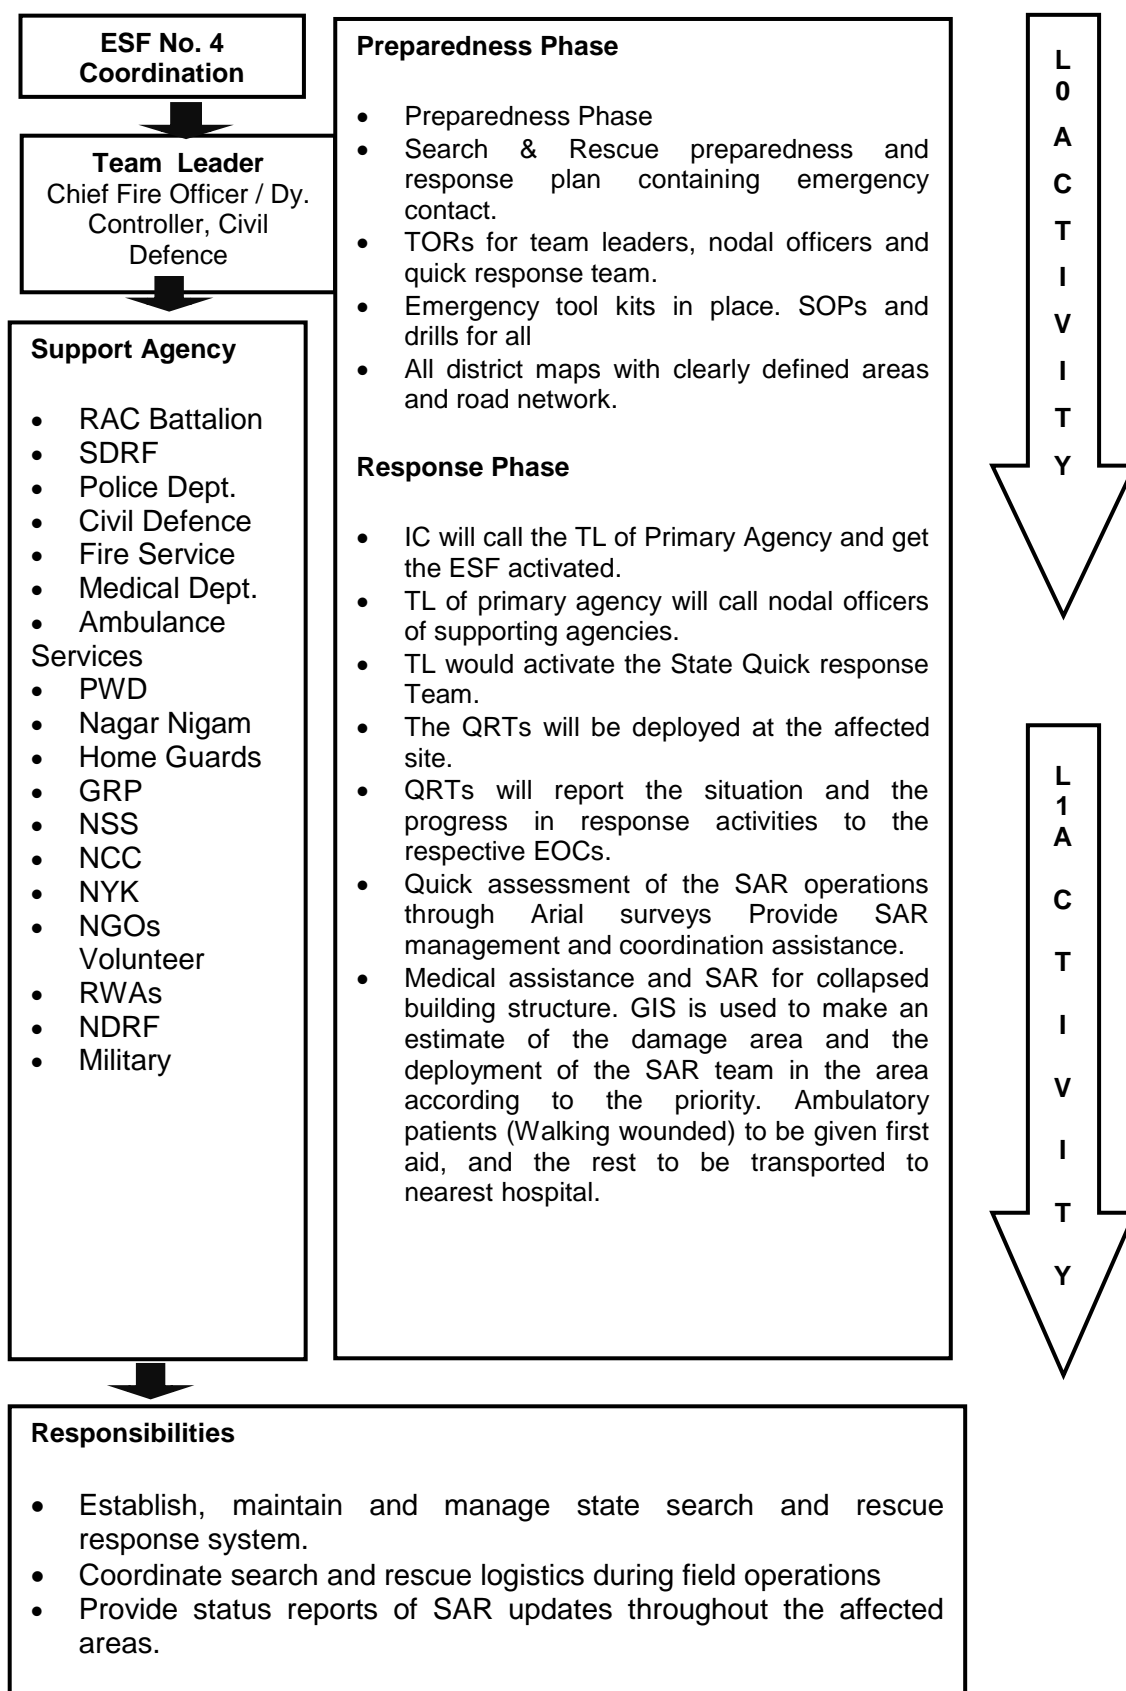 ESF No. 4
Coordination
Team Leader
Chief Fire Officer / Dy.
Controller, Civil
Defence
Support Agency
• RAC Battalion
• SDRF
• Police Dept.
• Civil Defence
• Fire Service
• Medical Dept.
• Ambulance
Services
• PWD
• Nagar Nigam
• Home Guards
• GRP
• NSS
• NCC
• NYK
• NGOs
Volunteer
• RWAs
• NDRF
• Military
Preparedness Phase
• Preparedness Phase
• Search & Rescue preparedness and
response plan containing emergency
contact.
• TORs for team leaders, nodal officers and
quick response team.
• Emergency tool kits in place. SOPs and
drills for all
• All district maps with clearly defined areas
and road network.
Response Phase
• IC will call the TL of Primary Agency and get
the ESF activated.
• TL of primary agency will call nodal officers
of supporting agencies.
• TL would activate the State Quick response
Team.
• The QRTs will be deployed at the affected
site.
• QRTs will report the situation and the
progress in response activities to the
respective EOCs.
• Quick assessment of the SAR operations
through Arial surveys Provide SAR
management and coordination assistance.
• Medical assistance and SAR for collapsed
building structure. GIS is used to make an
estimate of the damage area and the
deployment of the SAR team in the area
according to the priority. Ambulatory
patients (Walking wounded) to be given first
aid, and the rest to be transported to
nearest hospital.
L
0
A
C
T
I
V
I
T
Y
L
1
A
C
T
I
V
I
T
Y
Responsibilities
• Establish, maintain and manage state search and rescue
response system.
• Coordinate search and rescue logistics during field operations
• Provide status reports of SAR updates throughout the affected
areas.